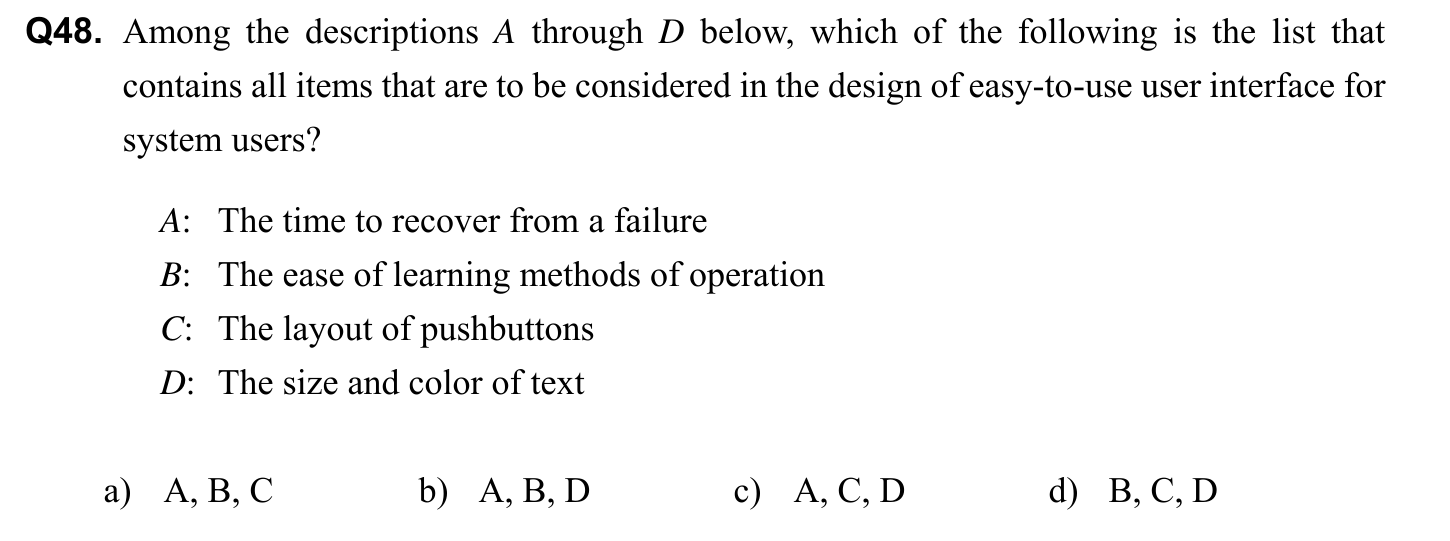 Q48. Among the descriptions A through D below, which of the following is the list that
contains all items that are to be considered in the design of easy-to-use user interface for
system users?
A: The time to recover from a failure
B: The ease of learning methods of operation
C: The layout of pushbuttons
D: The size and color of text
a) A, B, C b) A, B, D c) A, C, D d) B, C, D